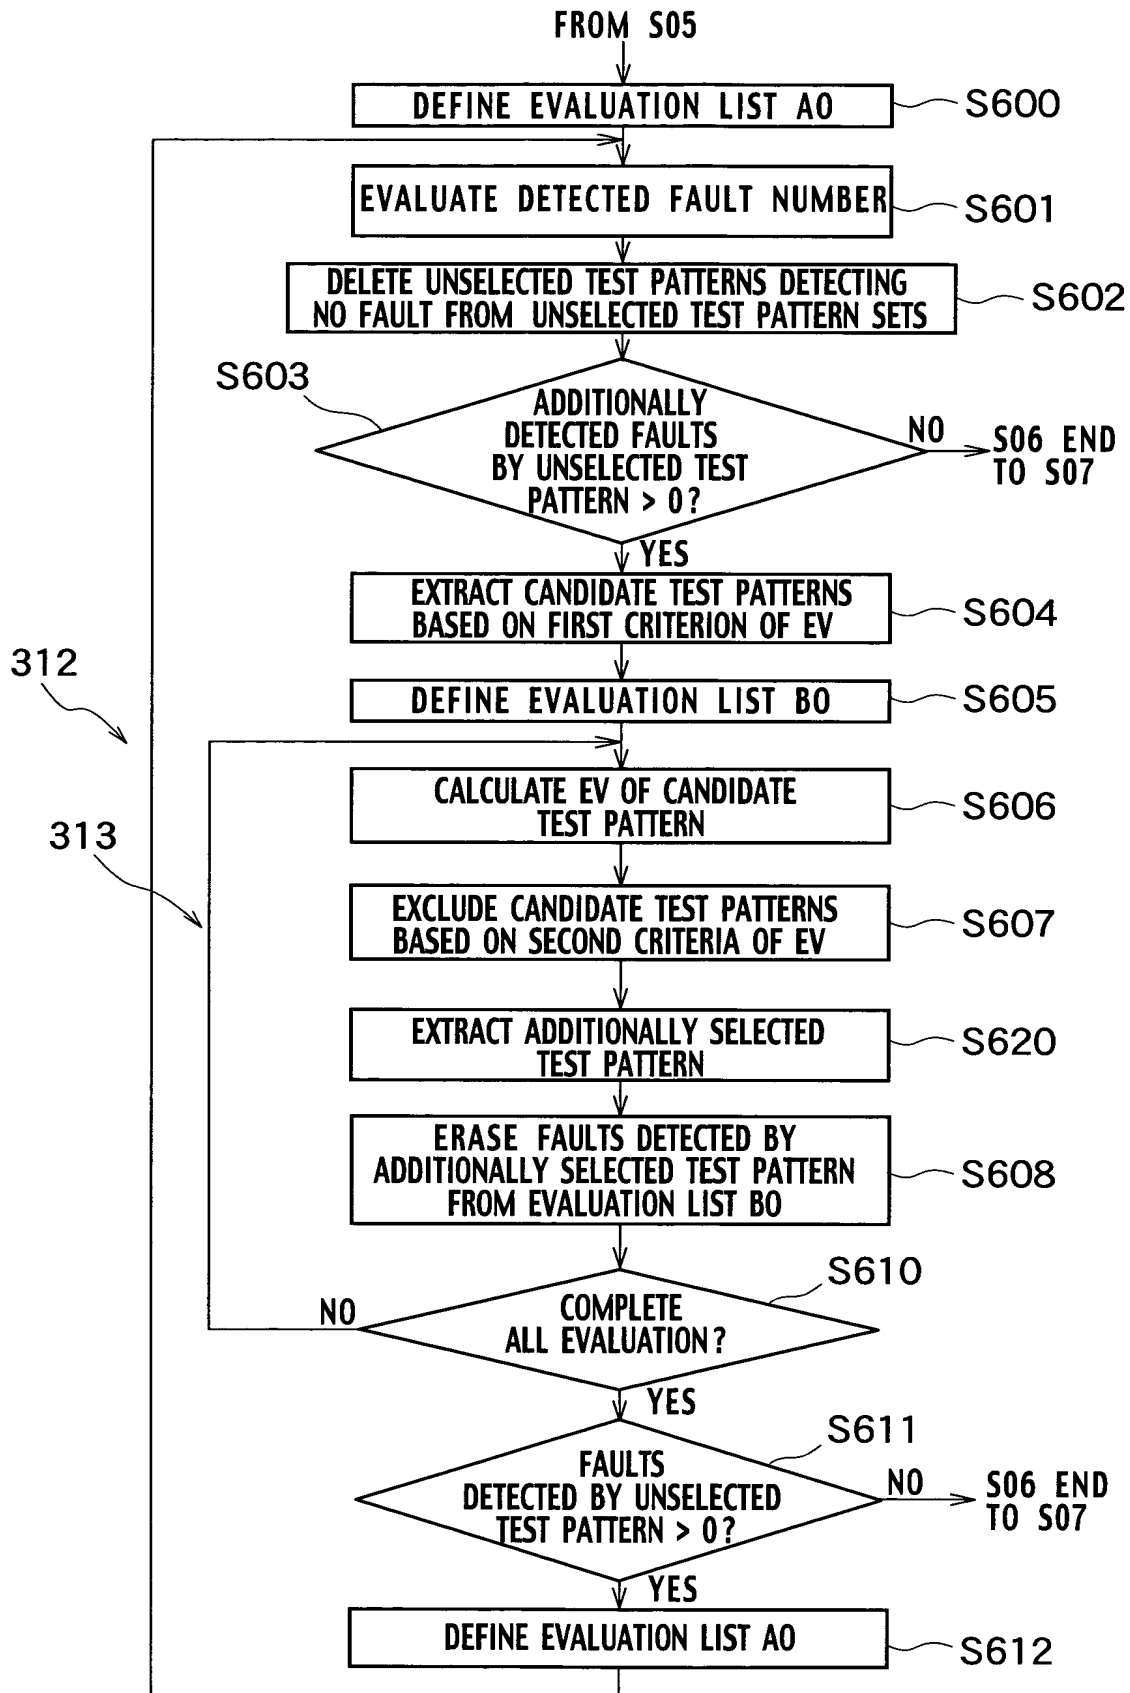 FROM S05
DEFINE EVALUATION LIST A0
S600
EVALUATE DETECTED FAULT NUMBER
S601
DELETE UNSELECTED TEST PATTERNS DETECTING
NO FAULT FROM UNSELECTED TEST PATTERN SETS
S602
S603
ADDITIONALLY
DETECTED FAULTS
BY UNSELECTED TEST
PATTERN > 0?
NO
S06 END
TO S07
YES
EXTRACT CANDIDATE TEST PATTERNS
BASED ON FIRST CRITERION OF EV
S604
312
DEFINE EVALUATION LIST B0
S605
CALCULATE EV OF CANDIDATE
TEST PATTERN
S606
313
EXCLUDE CANDIDATE TEST PATTERNS
BASED ON SECOND CRITERIA OF EV
S607
EXTRACT ADDITIONALLY SELECTED
TEST PATTERN
S620
ERASE FAULTS DETECTED BY
ADDITIONALLY SELECTED TEST PATTERN
FROM EVALUATION LIST B0
S608
S610
NO
COMPLETE
ALL EVALUATION?
YES
S611
FAULTS
DETECTED BY UNSELECTED
TEST PATTERN > 0?
NO
S06 END
TO S07
YES
DEFINE EVALUATION LIST A0
S612